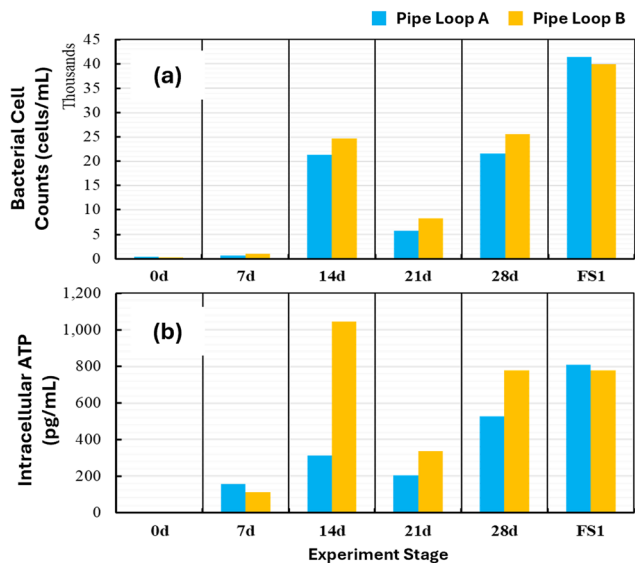 Pipe Loop A Pipe Loop B
Bacterial Cell
Counts (cells/mL)
Thousands
(a)
45
40
35
30
25
20
15
10
5
0
0d 7d 14d 21d 28d FS1
Intracellular ATP
(pg/mL)
(b)
1,200
1,000
800
600
400
200
0
0d 7d 14d 21d 28d FS1
Experiment Stage